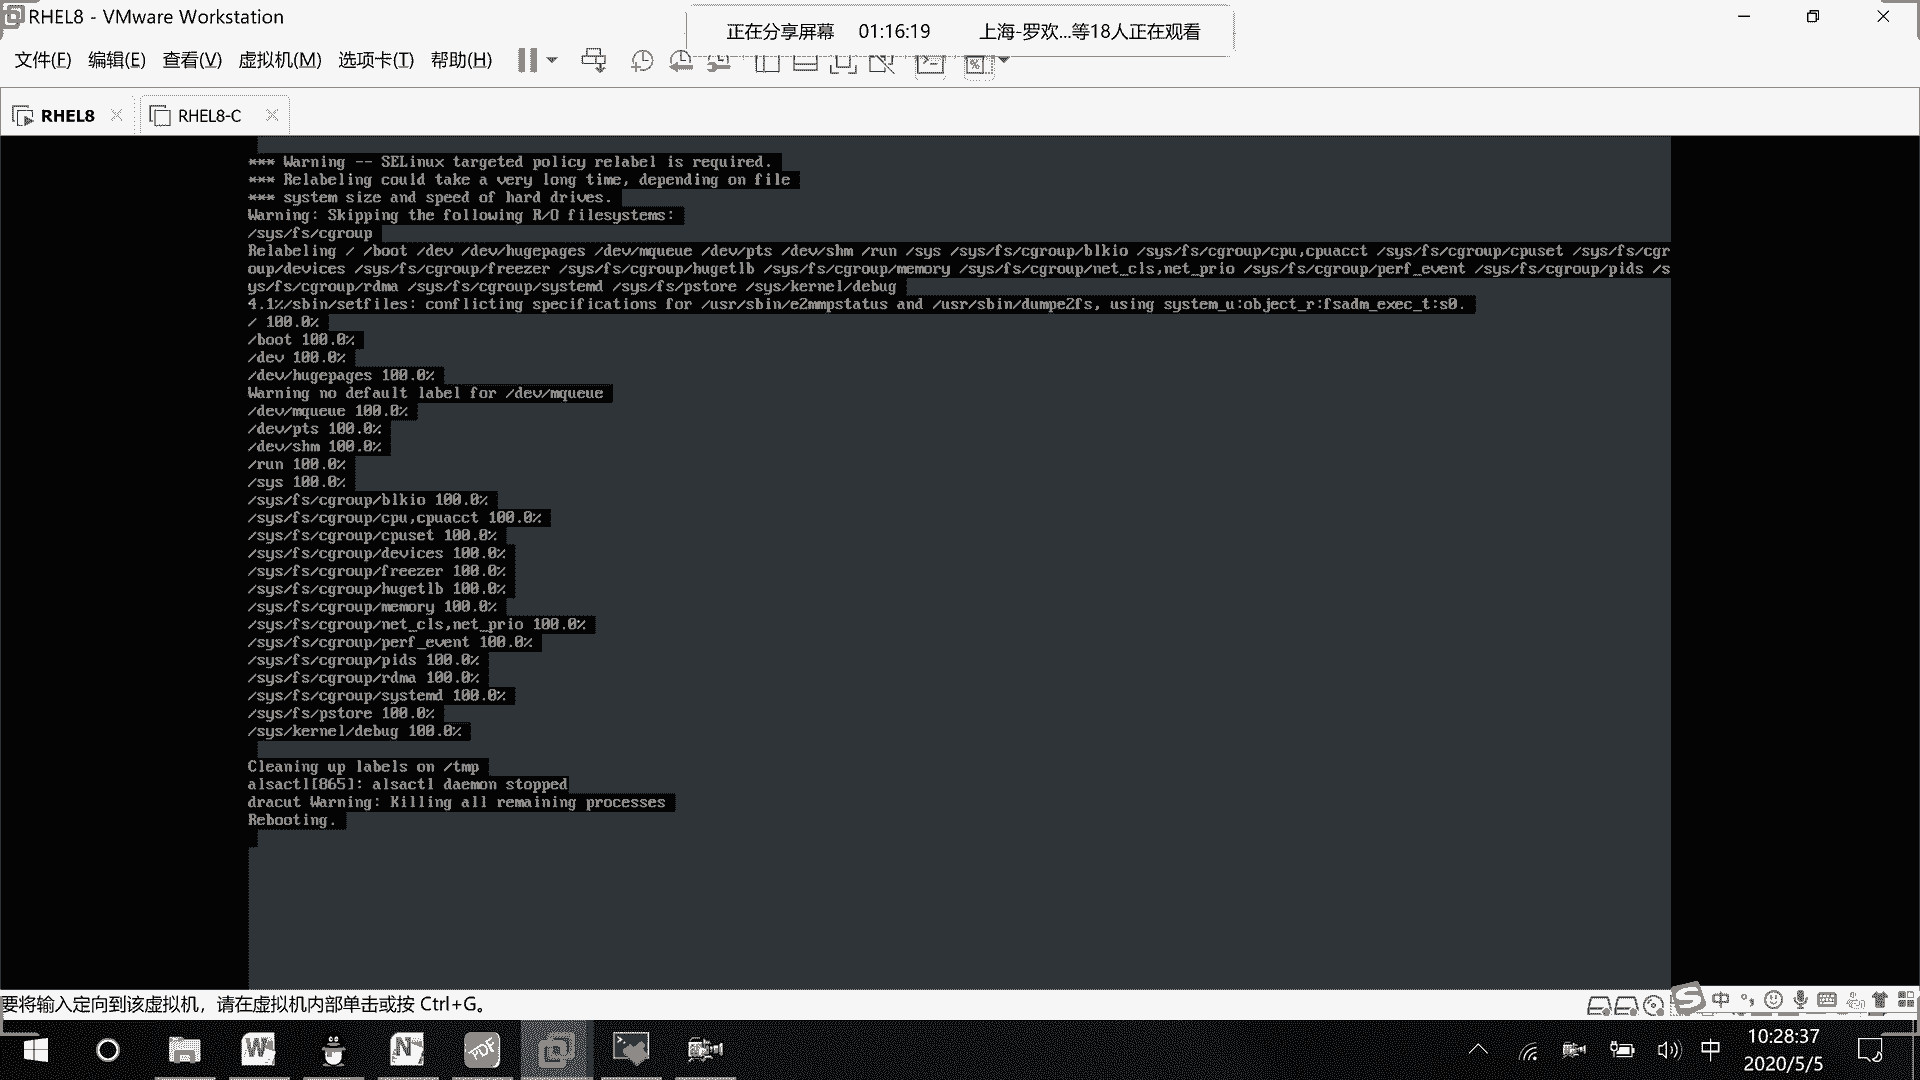 RHEL8 - VMware Workstation
正在分享屏幕 01:16:19 上海-罗欢...等18人正在观看
文件(F) 编辑(E) 查看(V) 虚拟机(M) 选项卡(T) 帮助(H)
RHEL8 RHEL8-C
*** Warning -- SELinux targeted policy relabel is required.
*** Relabeling could take a very long time, depending on file
*** system size and speed of hard drives.
Warning: Skipping the following R/O filesystems:
/sys/fs/cgroup
Relabeling / /boot /dev /dev/hugepages /dev/mqueue /dev/pts /dev/shm /run /sys /sys/fs/cgroup/blkio /sys/fs/cgroup/cpu,cpuacct /sys/fs/cgroup/cpuset /sys/fs/cgr
oup/devices /sys/fs/cgroup/freezer /sys/fs/cgroup/hugetlb /sys/fs/cgroup/memory /sys/fs/cgroup/net_cls,net_prio /sys/fs/cgroup/perf_event /sys/fs/cgroup/pids /s
ys/fs/cgroup/rdma /sys/fs/cgroup/systemd /sys/fs/pstore /sys/kernel/debug
4.1%/sbin/setfiles: conflicting specifications for /usr/sbin/e2mmpstatus and /usr/sbin/dumpe2fs, using system_u:object_r:fsadm_exec_t:s0.
/ 100.0%
/boot 100.0%
/dev 100.0%
/dev/hugepages 100.0%
Warning no default label for /dev/mqueue
/dev/mqueue 100.0%
/dev/pts 100.0%
/dev/shm 100.0%
/run 100.0%
/sys 100.0%
/sys/fs/cgroup/blkio 100.0%
/sys/fs/cgroup/cpu,cpuacct 100.0%
/sys/fs/cgroup/cpuset 100.0%
/sys/fs/cgroup/devices 100.0%
/sys/fs/cgroup/freezer 100.0%
/sys/fs/cgroup/hugetlb 100.0%
/sys/fs/cgroup/memory 100.0%
/sys/fs/cgroup/net_cls,net_prio 100.0%
/sys/fs/cgroup/perf_event 100.0%
/sys/fs/cgroup/pids 100.0%
/sys/fs/cgroup/rdma 100.0%
/sys/fs/cgroup/systemd 100.0%
/sys/fs/pstore 100.0%
/sys/kernel/debug 100.0%
Cleaning up labels on /tmp
alsactl[865]: alsactl daemon stopped
dracut Warning: Killing all remaining processes
Rebooting.
要将输入定向到该虚拟机，请在虚拟机内部单击或按 Ctrl+G。
中
PDF
中
10:28:37
2020/5/5